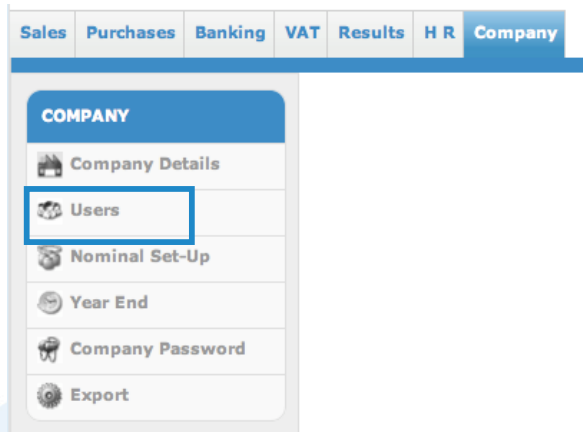 Sales Purchases Banking VAT Results H R Company
COMPANY
Company Details
Users
Nominal Set-Up
Year End
Company Password
Export